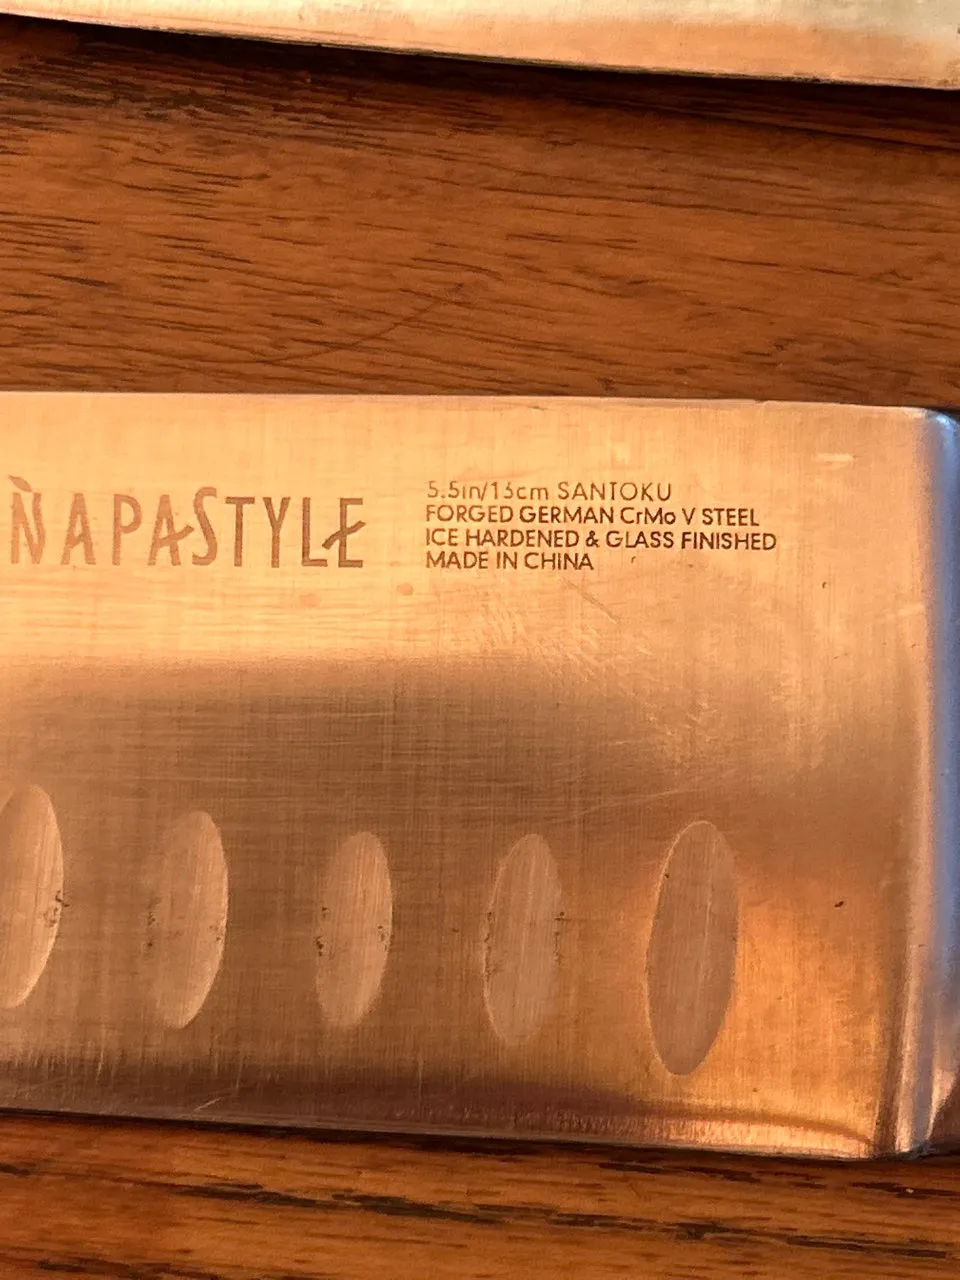 NAPASTYLE
5.5in/13cm SANTOKU
FORGED GERMAN CrMo V STEEL
ICE HARDENED & GLASS FINISHED
MADE IN CHINA